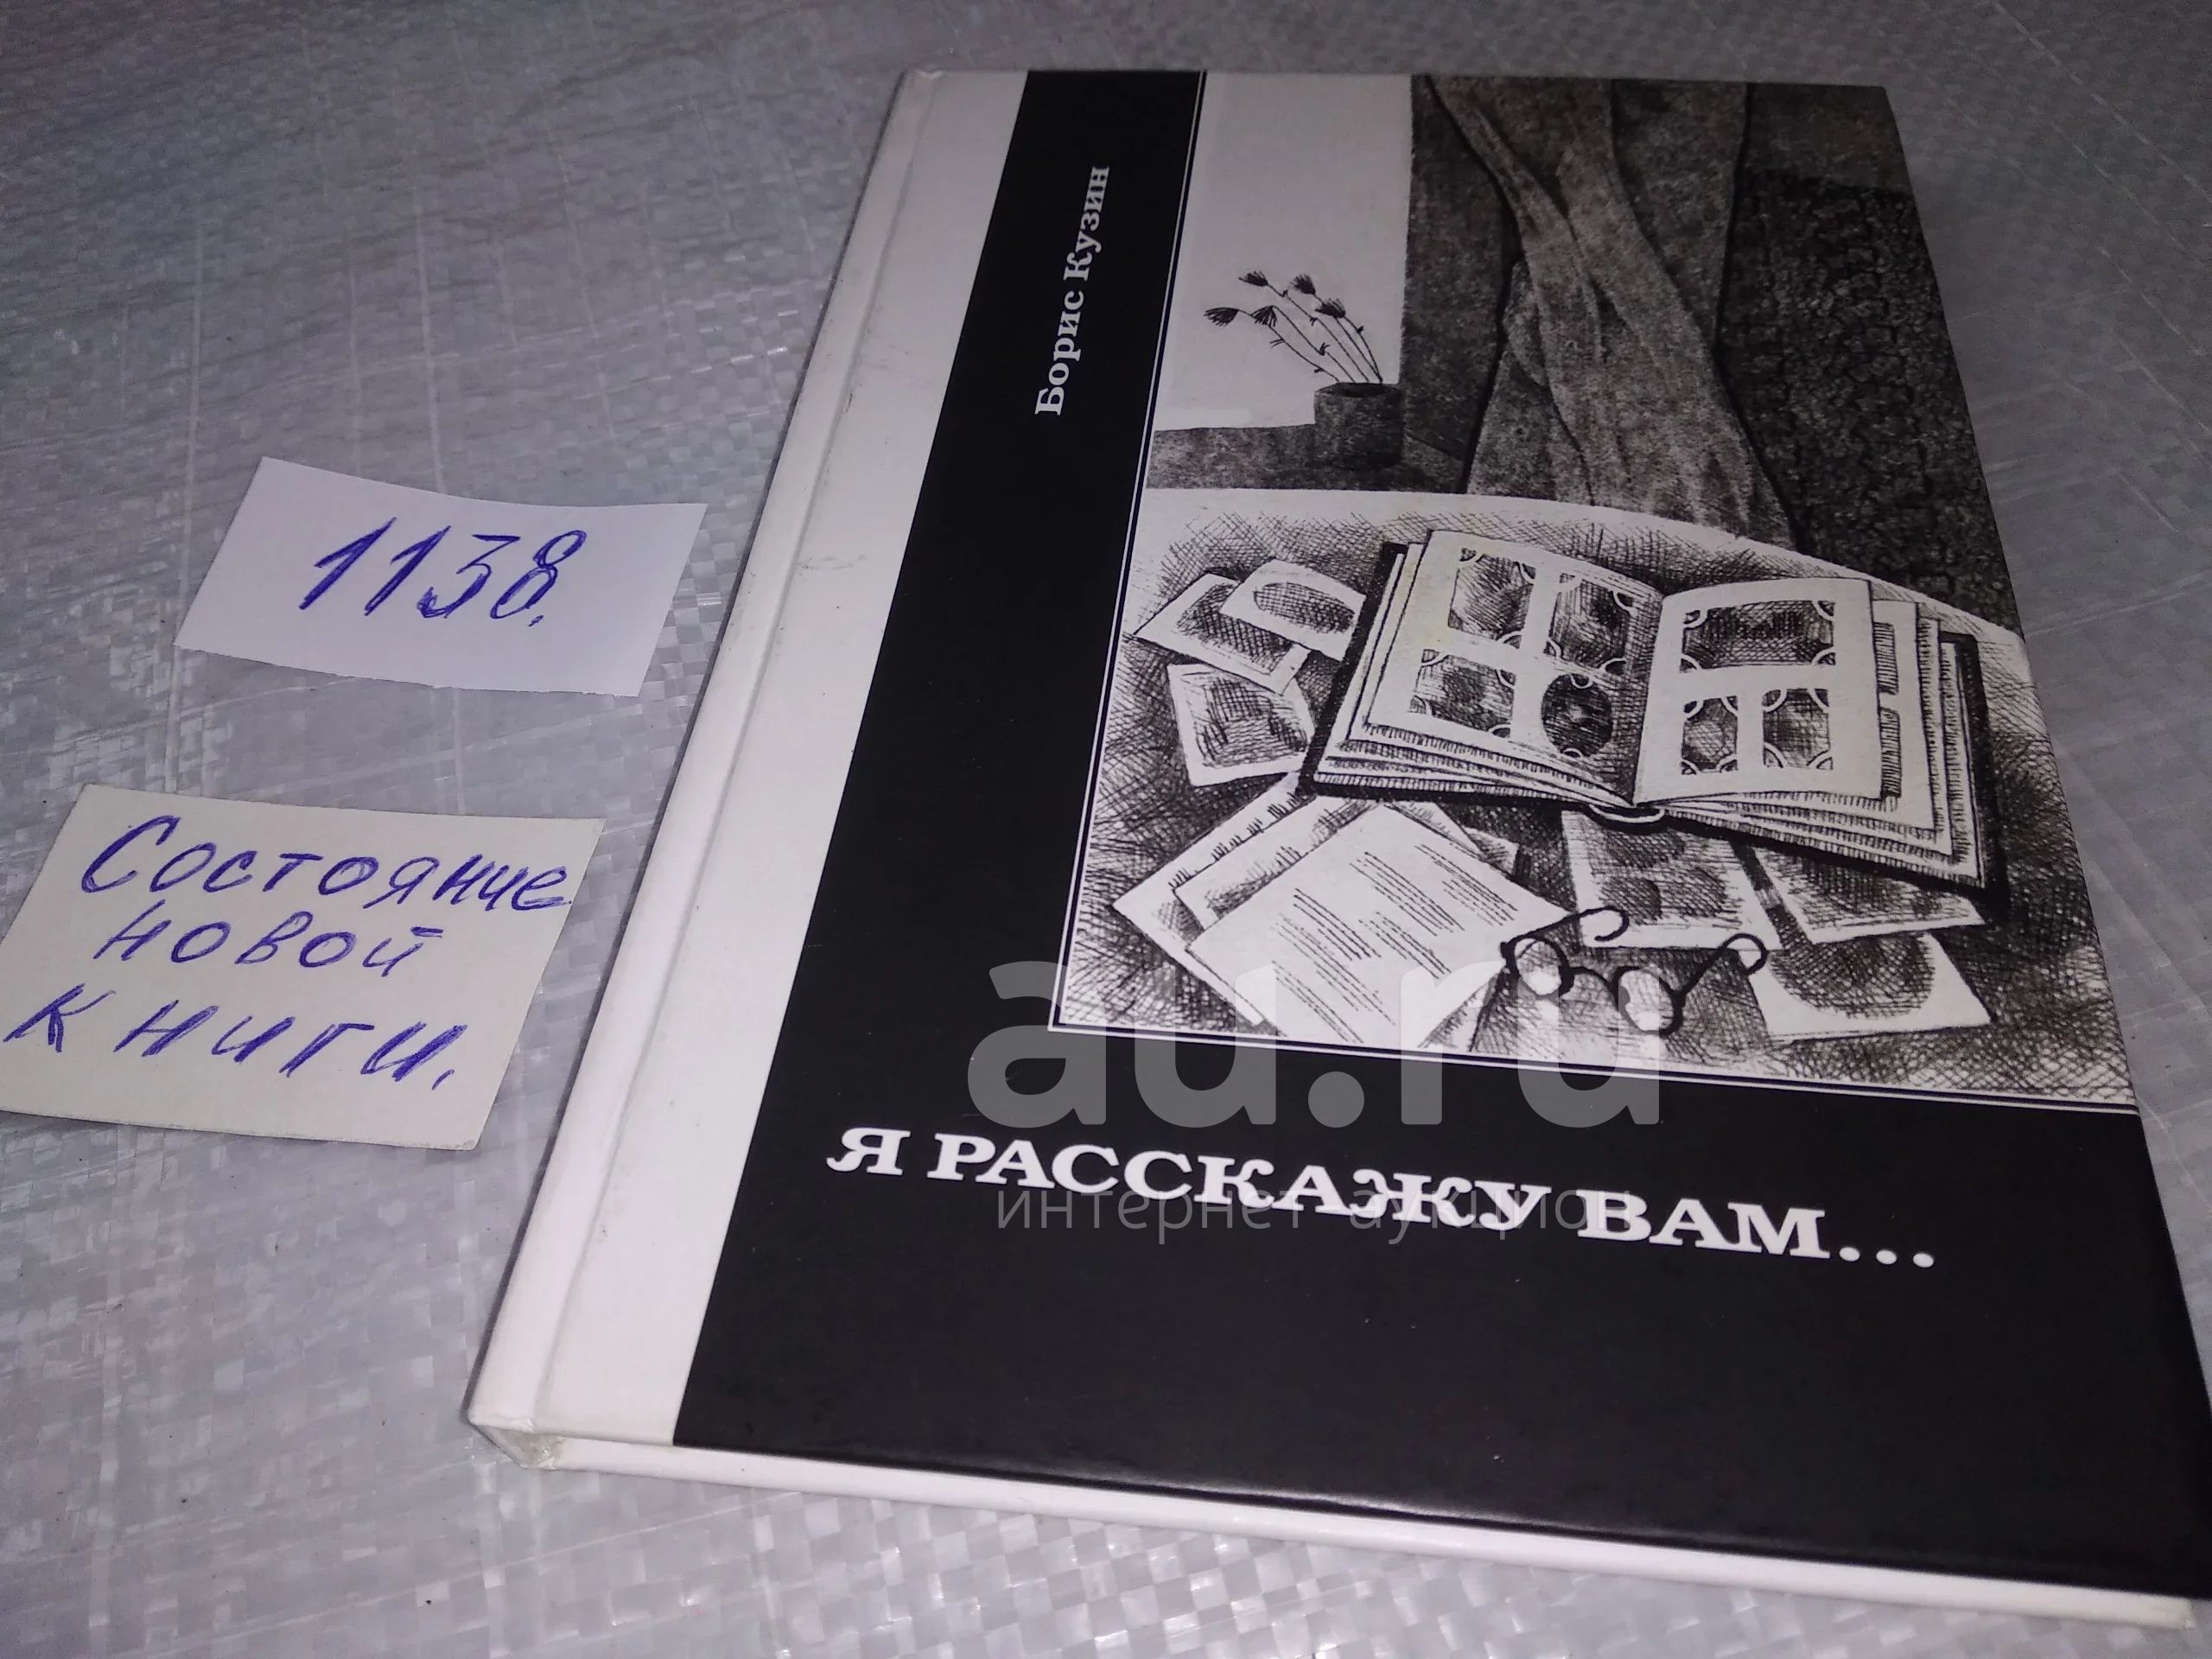 Борис Кузин
1138.
Состояние
новой
книги.
au.ru
Я РАССКАЖУ ВАМ...
интернет аукцион